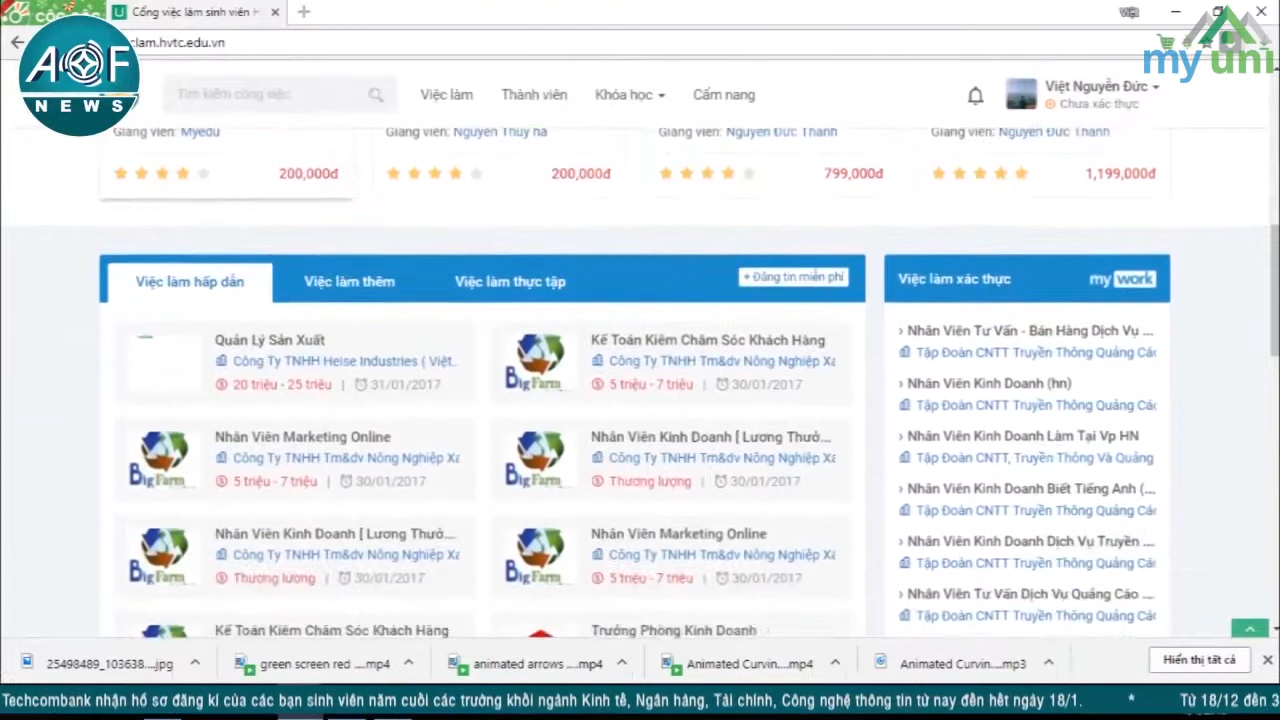 Cổng việc làm sinh viên H
Việt
clam.hvtc.edu.vn
AOF
NEWS
my uni
Tìm kiếm công việc
Việc làm
Thành viên
Khóa học
Cẩm nang
Việt Nguyễn Đức
Chưa xác thực
Giảng viên: Myedu
Giảng viên: Nguyễn Thúy hà
Giảng viên: Nguyễn Đức Thành
Giảng viên: Nguyễn Đức Thành
200,000đ
200,000đ
799,000đ
1,199,000đ
Việc làm hấp dẫn
Việc làm thêm
Việc làm thực tập
+ Đăng tin miễn phí
Quản Lý Sản Xuất
Công Ty TNHH Heise Industries ( Việt..
20 triệu - 25 triệu | 31/01/2017
Kế Toán Kiêm Chăm Sóc Khách Hàng
Công Ty TNHH Tm&dv Nông Nghiệp Xa
5 triệu - 7 triệu | 30/01/2017
BigFarm
Nhân Viên Marketing Online
Công Ty TNHH Tm&dv Nông Nghiệp Xa
5 triệu - 7 triệu | 30/01/2017
BigFarm
Nhân Viên Kinh Doanh [ Lương Thưở...
Công Ty TNHH Tm&dv Nông Nghiệp Xa
Thương lượng | 30/01/2017
BigFarm
Nhân Viên Kinh Doanh [ Lương Thưở...
Công Ty TNHH Tm&dv Nông Nghiệp Xa
Thương lượng | 30/01/2017
BigFarm
Nhân Viên Marketing Online
Công Ty TNHH Tm&dv Nông Nghiệp Xa
5 triệu - 7 triệu | 30/01/2017
BigFarm
Kế Toán Kiêm Chăm Sóc Khách Hàng
Trưởng Phòng Kinh Doanh
Việc làm xác thực
my work
› Nhân Viên Tư Vấn - Bán Hàng Dịch Vụ ...
Tập Đoàn CNTT Truyền Thông Quảng Cáo
› Nhân Viên Kinh Doanh (hn)
Tập Đoàn CNTT Truyền Thông Quảng Cáo
› Nhân Viên Kinh Doanh Làm Tại Vp HN
Tập Đoàn CNTT, Truyền Thông Và Quảng
› Nhân Viên Kinh Doanh Biết Tiếng Anh (...
Tập Đoàn CNTT Truyền Thông Quảng Cáo
› Nhân Viên Kinh Doanh Dịch Vụ Truyền ...
Tập Đoàn CNTT Truyền Thông Quảng Cáo
› Nhân Viên Tư Vấn Dịch Vụ Quảng Cáo ...
Tập Đoàn CNTT Truyền Thông Quảng Cáo
25498489_103638....jpg
green screen red ....mp4
animated arrows ....mp4
Animated Curvin....mp4
Animated Curvin....mp3
Hiển thị tất cả
Techcombank nhận hồ sơ đăng kí của các bạn sinh viên năm cuối các trường khối ngành Kinh tế, Ngân hàng, Tài chính, Công nghệ thông tin từ nay đến hết ngày 18/1. * Từ 18/12 đến 3